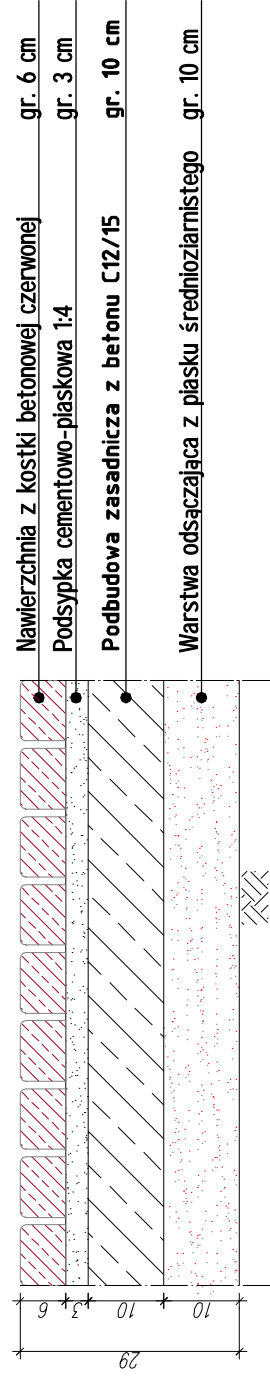 Nawierzchnia z kostki betonowej czerwonej gr. 6 cm
Podsypka cementowo-piaskowa 1:4 gr. 3 cm
Podbudowa zasadnicza z betonu C12/15 gr. 10 cm
Warstwa odsączająca z piasku średnioziarnistego gr. 10 cm
6
3
10
10
29